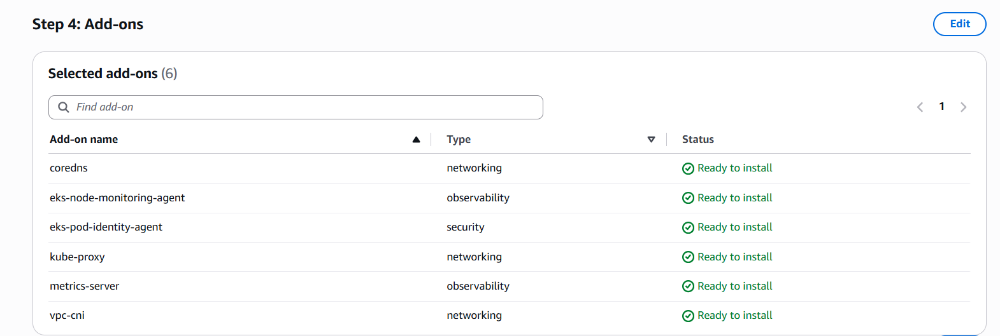 Step 4: Add-ons
Edit
Selected add-ons (6)
Find add-on
1
Add-on name Type Status
coredns networking Ready to install
eks-node-monitoring-agent observability Ready to install
eks-pod-identity-agent security Ready to install
kube-proxy networking Ready to install
metrics-server observability Ready to install
vpc-cni networking Ready to install